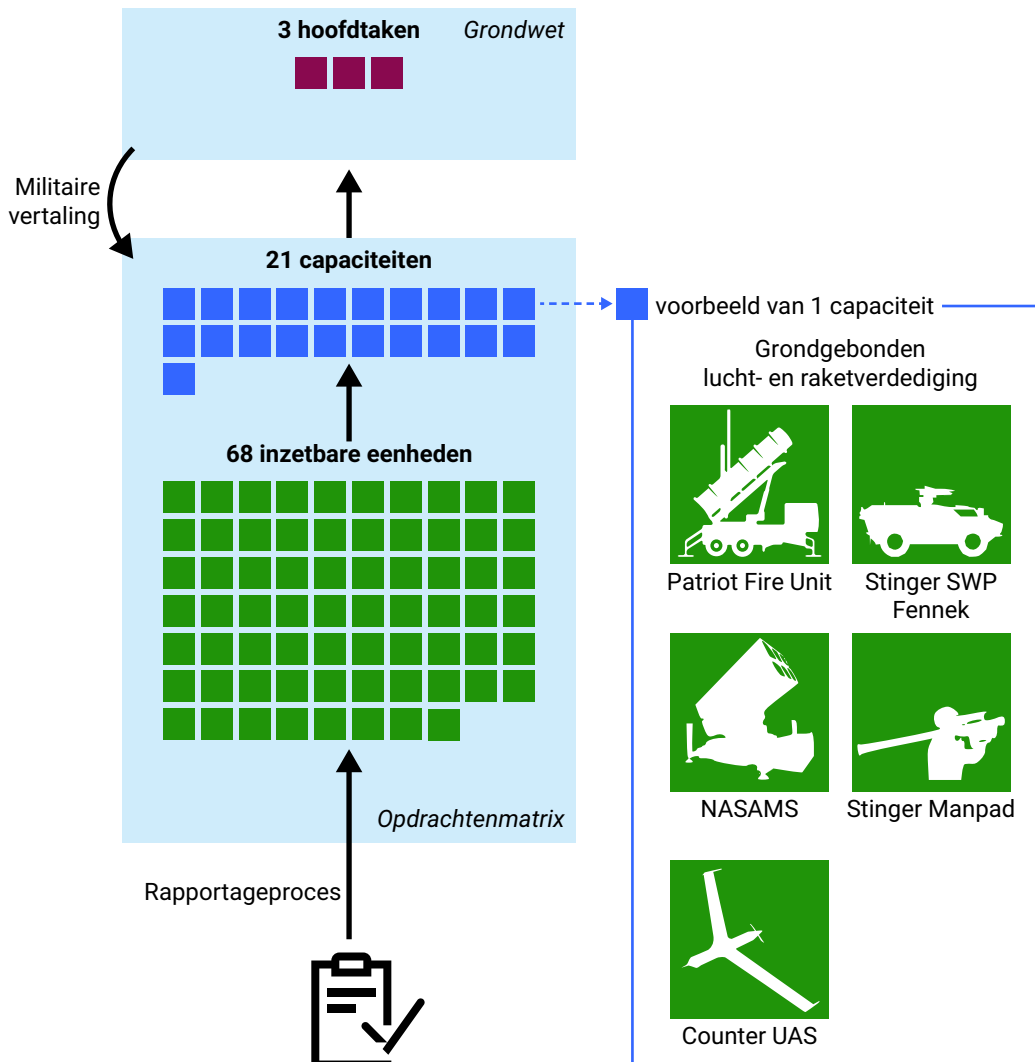 3 hoofdtaken
Grondwet
Militaire
vertaling
21 capaciteiten
voorbeeld van 1 capaciteit
Grondgebonden
lucht- en raketverdediging
68 inzetbare eenheden
Patriot Fire Unit
Stinger SWP
Fennek
NASAMS
Stinger Manpad
Opdrachtenmatrix
Rapportageproces
Counter UAS